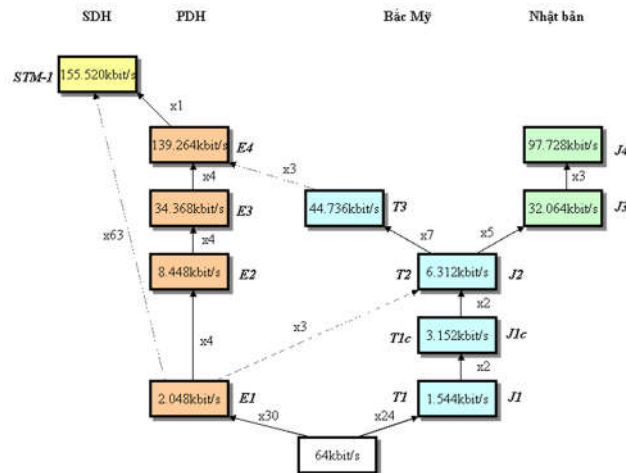 SDH PDH Bắc Mỹ Nhật bản
STM-1 155.520kbit/s
x1
139.264kbit/s E4 97.728kbit/s J4
x4 x3 x3
34.368kbit/s E3 44.736kbit/s T3 32.064kbit/s J3
x63 x4 x7 x5
8.448kbit/s E2 T2 6.312kbit/s J2
x2
x4 x3 T1c 3.152kbit/s J1c
x2
2.048kbit/s E1 T1 1.544kbit/s J1
x30 x24
64kbit/s